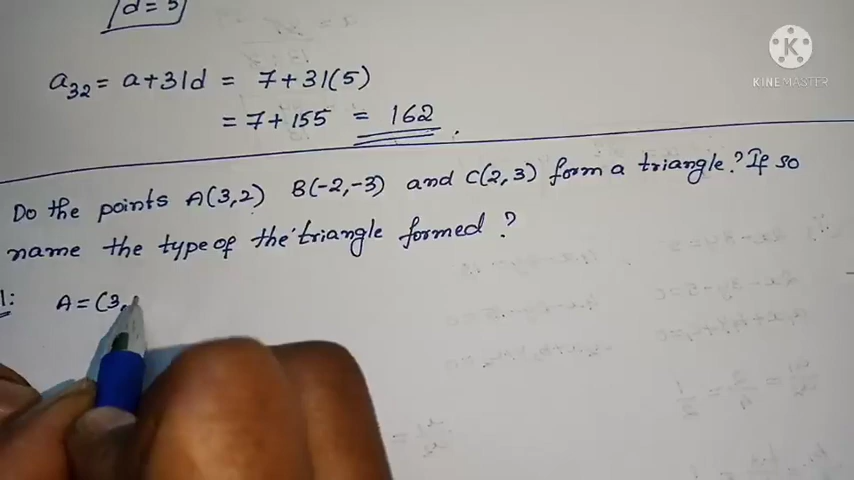 d = 5
K
KINEMASTER
a32 = a+31d = 7+31(5)
= 7+155 = 162.
Do the points A(3,2) B(-2,-3) and C(2,3) form a triangle? If so
name the type of the triangle formed ?
A = (3,